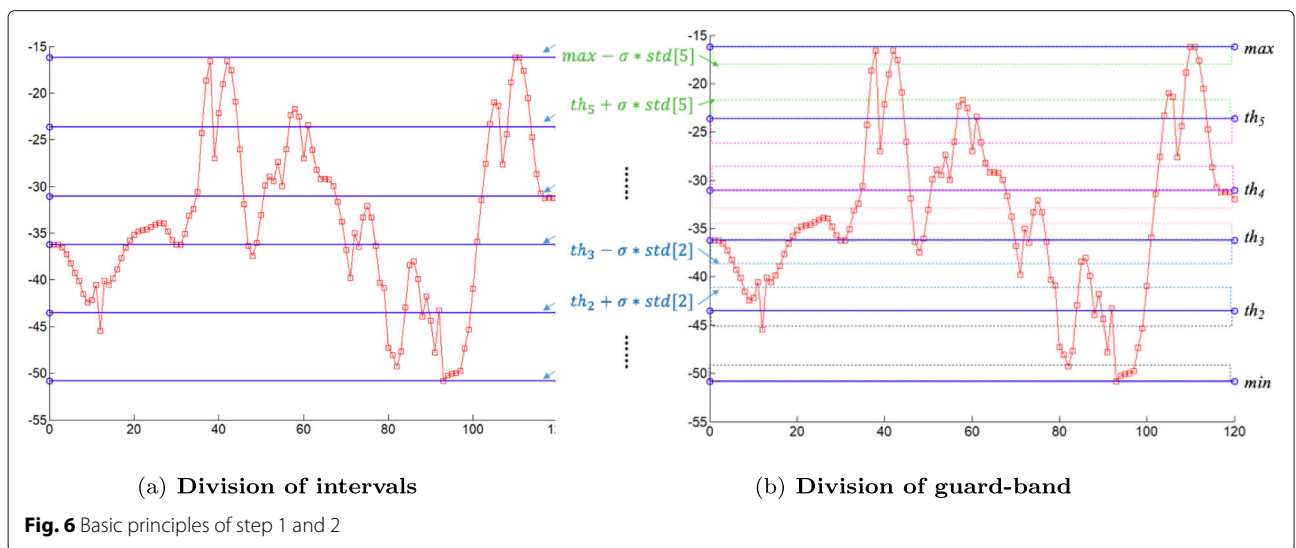 -15
-20
-25
-30
-35
-40
-45
-50
-55
0
20
40
60
80
100
max − σ * std[5]
th₅ + σ * std[5]
th₃ − σ * std[2]
th₂ + σ * std[2]
-15
-20
-25
-30
-35
-40
-45
-50
-55
0
20
40
60
80
100
120
max
th₅
th₄
th₃
th₂
min
(a) Division of intervals
(b) Division of guard-band
Fig. 6 Basic principles of step 1 and 2